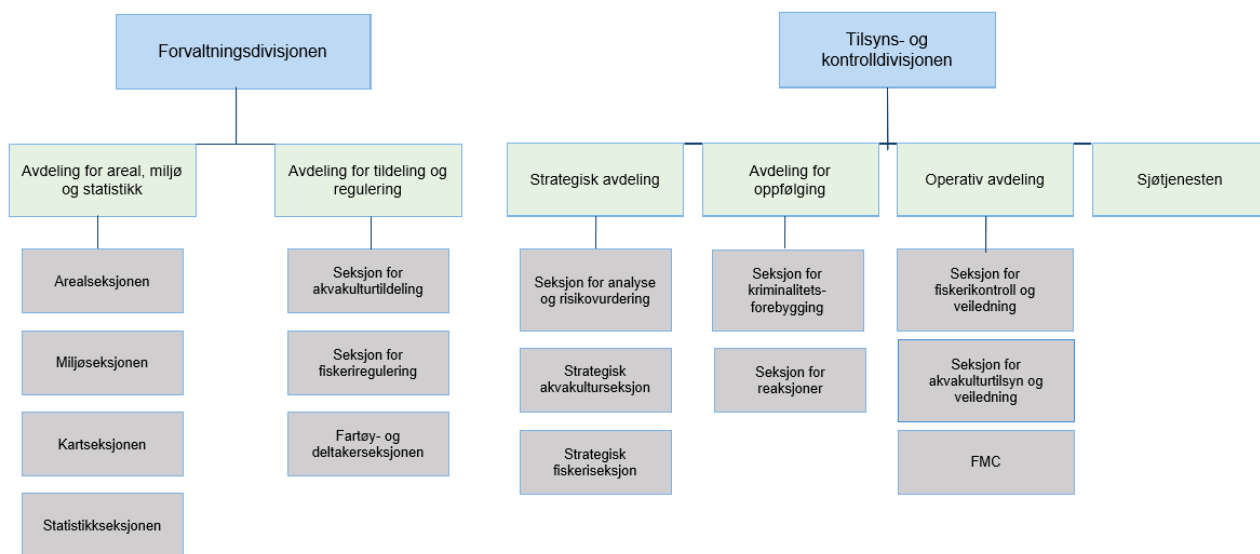 Forvaltningsdivisjonen
Tilsyns- og
kontrolldivisjonen
Avdeling for areal, miljø
og statistikk
Avdeling for tildeling og
regulering
Strategisk avdeling
Avdeling for
oppfølging
Operativ avdeling
Sjøtjenesten
Arealseksjonen
Seksjon for
akvakulturtildeling
Seksjon for analyse
og risikovurdering
Seksjon for
kriminalitets-
forebygging
Seksjon for
fiskerikontroll og
veiledning
Miljøseksjonen
Seksjon for
fiskeriregulering
Strategisk
akvakulturseksjon
Seksjon for
reaksjoner
Seksjon for
akvakulturtilsyn og
veiledning
Kartseksjonen
Fartøy- og
deltakerseksjonen
Strategisk
fiskeriseksjon
FMC
Statistikkseksjonen